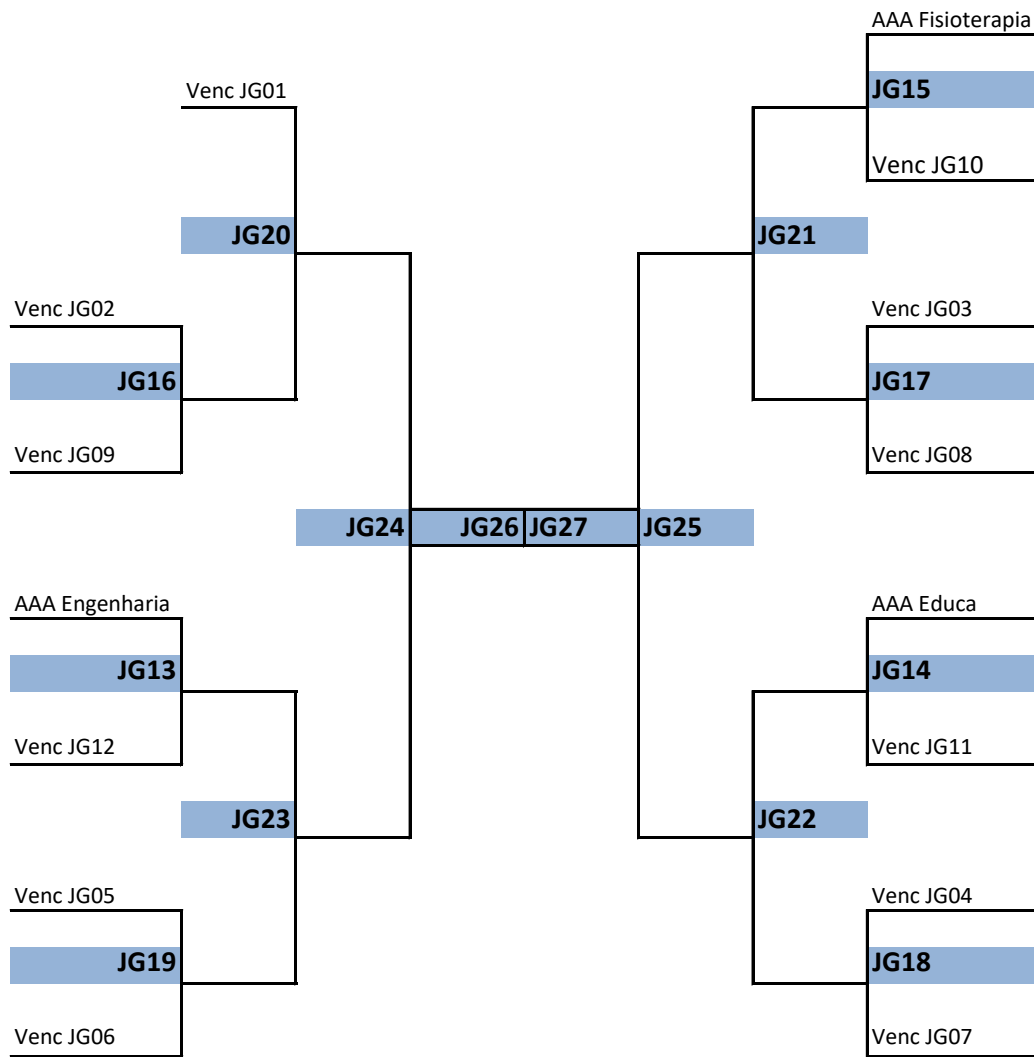 AAA Fisioterapia
Venc JG01
JG15
Venc JG10
JG20
JG21
Venc JG02
Venc JG03
JG16
JG17
Venc JG09
Venc JG08
JG24
JG26
JG27
JG25
AAA Engenharia
AAA Educa
JG13
JG14
Venc JG12
Venc JG11
JG23
JG22
Venc JG05
Venc JG04
JG19
JG18
Venc JG06
Venc JG07